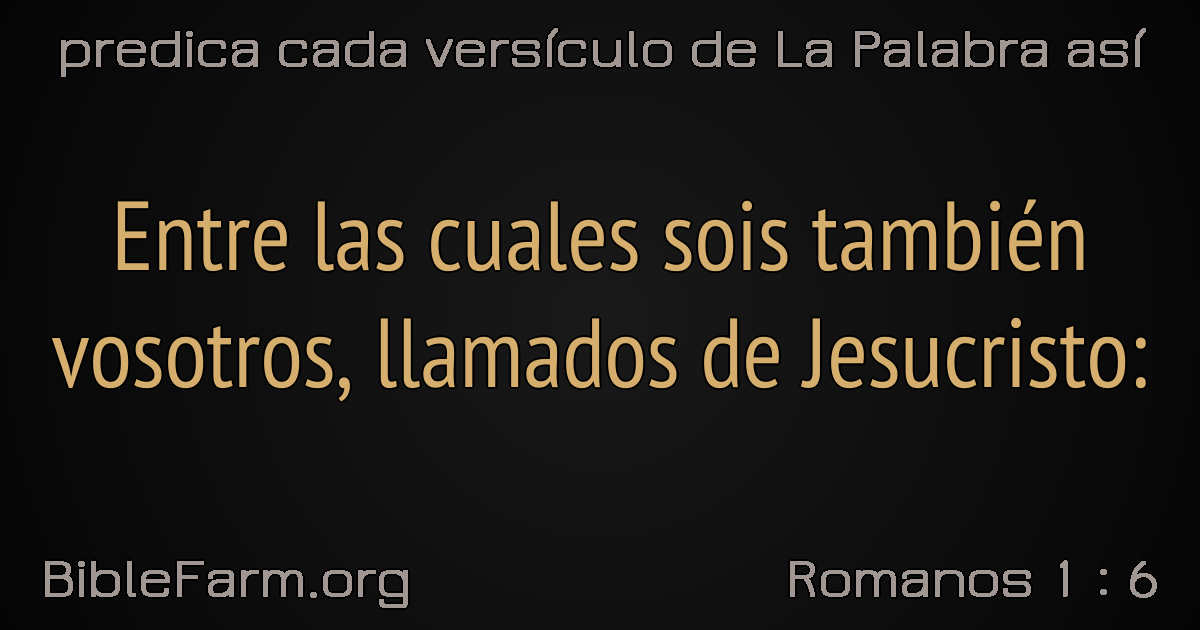 predica cada versículo de La Palabra así
Entre las cuales sois también
vosotros, llamados de Jesucristo:
BibleFarm.org
Romanos 1 : 6